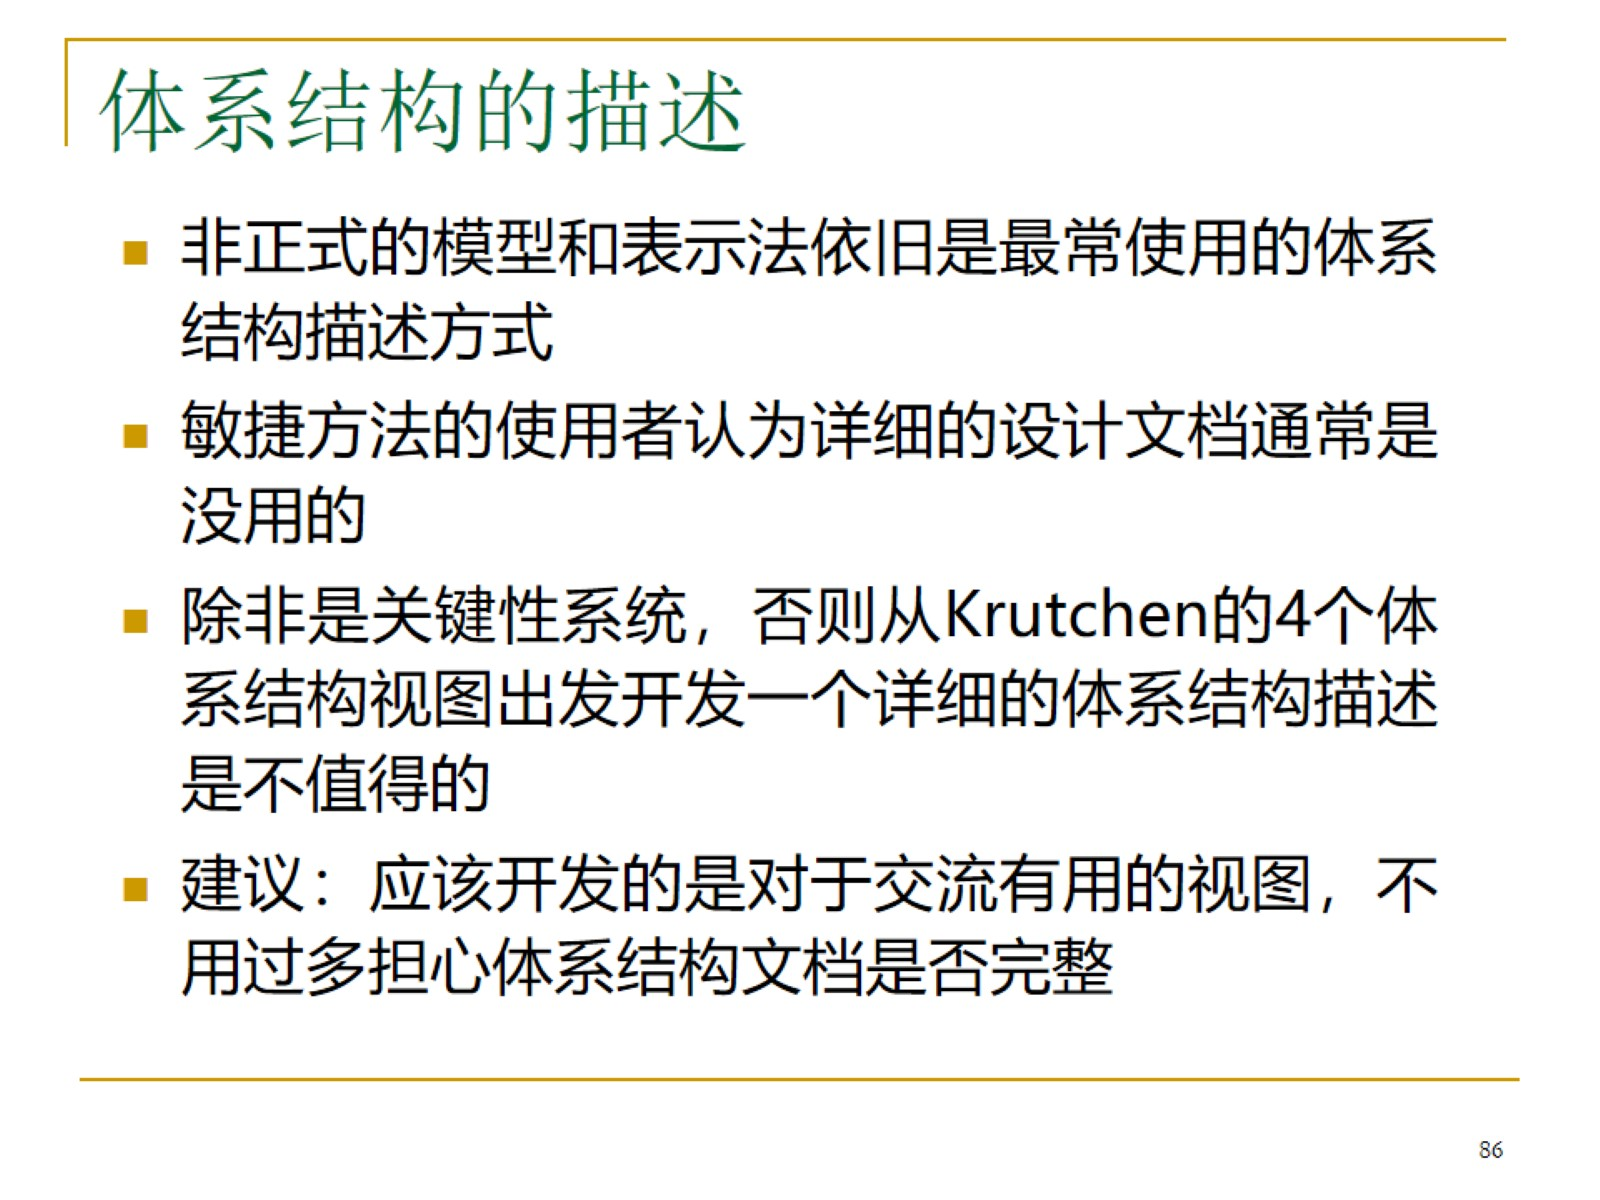 体系结构的描述
非正式的模型和表示法依旧是最常使用的体系
结构描述方式
敏捷方法的使用者认为详细的设计文档通常是
没用的
除非是关键性系统，否则从Krutchen的4个体
系结构视图出发开发一个详细的体系结构描述
是不值得的
建议：应该开发的是对于交流有用的视图，不
用过多担心体系结构文档是否完整
86